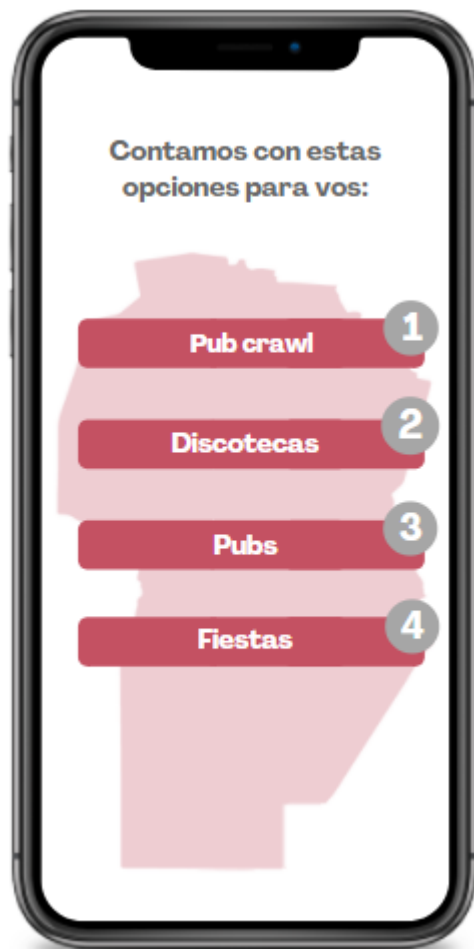 Contamos con estas
opciones para vos:
Pub crawl
1
Discotecas
2
Pubs
3
Fiestas
4